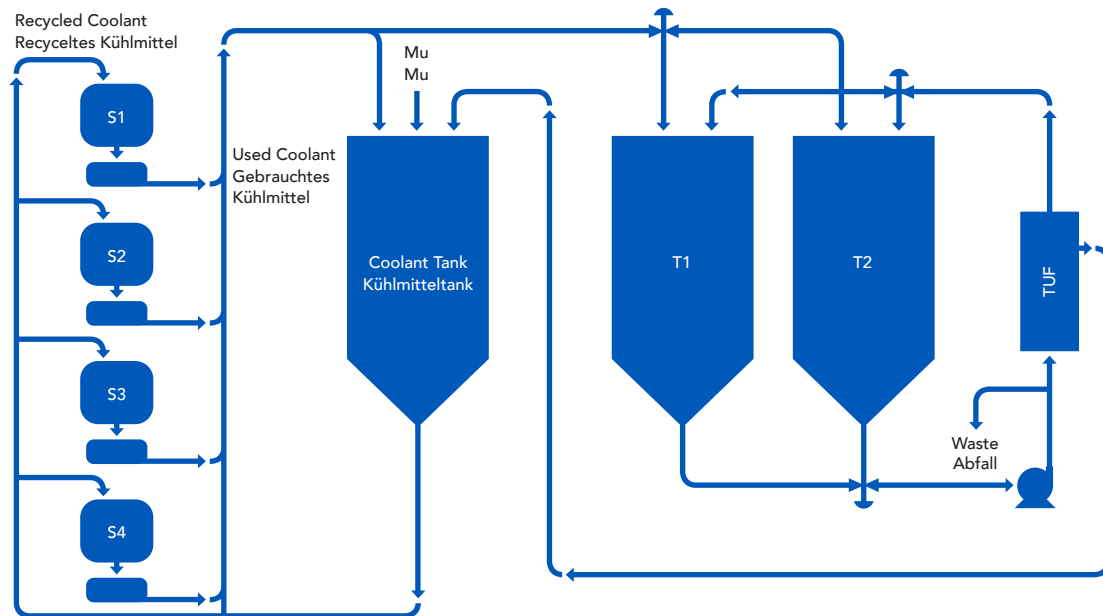 Recycled Coolant
Recyceltes Kühlmittel
S1
S2
S3
S4
Used Coolant
Gebrauchtes
Kühlmittel
Mu
Mu
Coolant Tank
Kühlmitteltank
T1
T2
TUF
Waste
Abfall